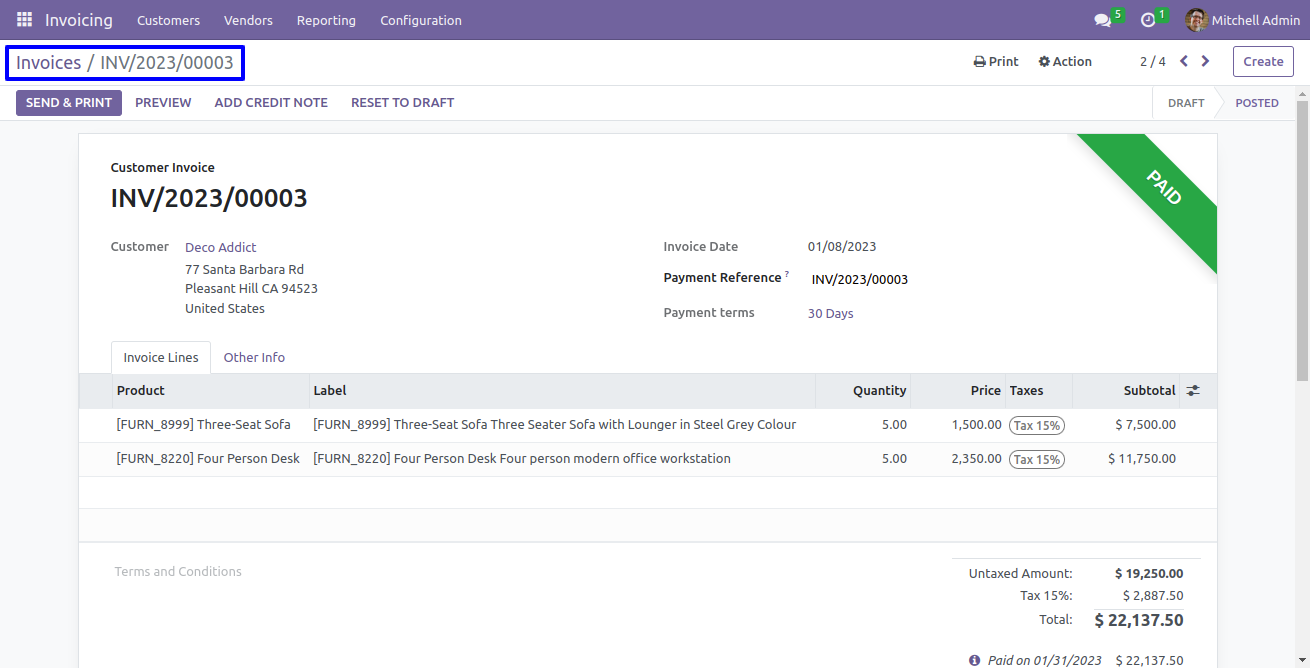 Invoicing Customers Vendors Reporting Configuration 5 1 Mitchell Admin
Invoices / INV/2023/00003 Print Action 2 / 4 Create
SEND & PRINT PREVIEW ADD CREDIT NOTE RESET TO DRAFT DRAFT POSTED
PAID
Customer Invoice
INV/2023/00003
Customer Deco Addict Invoice Date 01/08/2023
77 Santa Barbara Rd
Payment Reference ? INV/2023/00003
Pleasant Hill CA 94523
United States Payment terms 30 Days
Invoice Lines Other Info
Product Label Quantity Price Taxes Subtotal
[FURN_8999] Three-Seat Sofa [FURN_8999] Three-Seat Sofa Three Seater Sofa with Lounger in Steel Grey Colour 5.00 1,500.00 Tax 15% $ 7,500.00
[FURN_8220] Four Person Desk [FURN_8220] Four Person Desk Four person modern office workstation 5.00 2,350.00 Tax 15% $ 11,750.00
Terms and Conditions Untaxed Amount: $ 19,250.00
Tax 15%: $ 2,887.50
Total: $ 22,137.50
Paid on 01/31/2023 $ 22,137.50